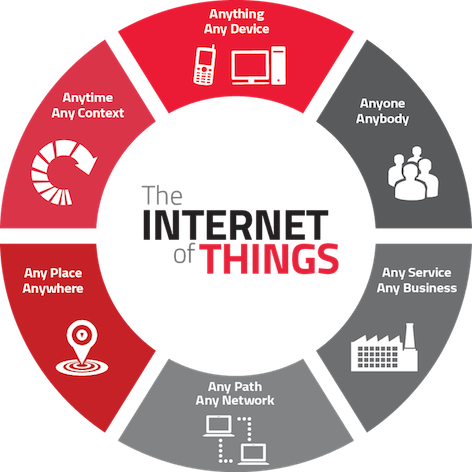 Anything
Any Device
Anyone
Anybody
Any Service
Any Business
Any Path
Any Network
Any Place
Anywhere
Anytime
Any Context
The
INTERNET
of THINGS